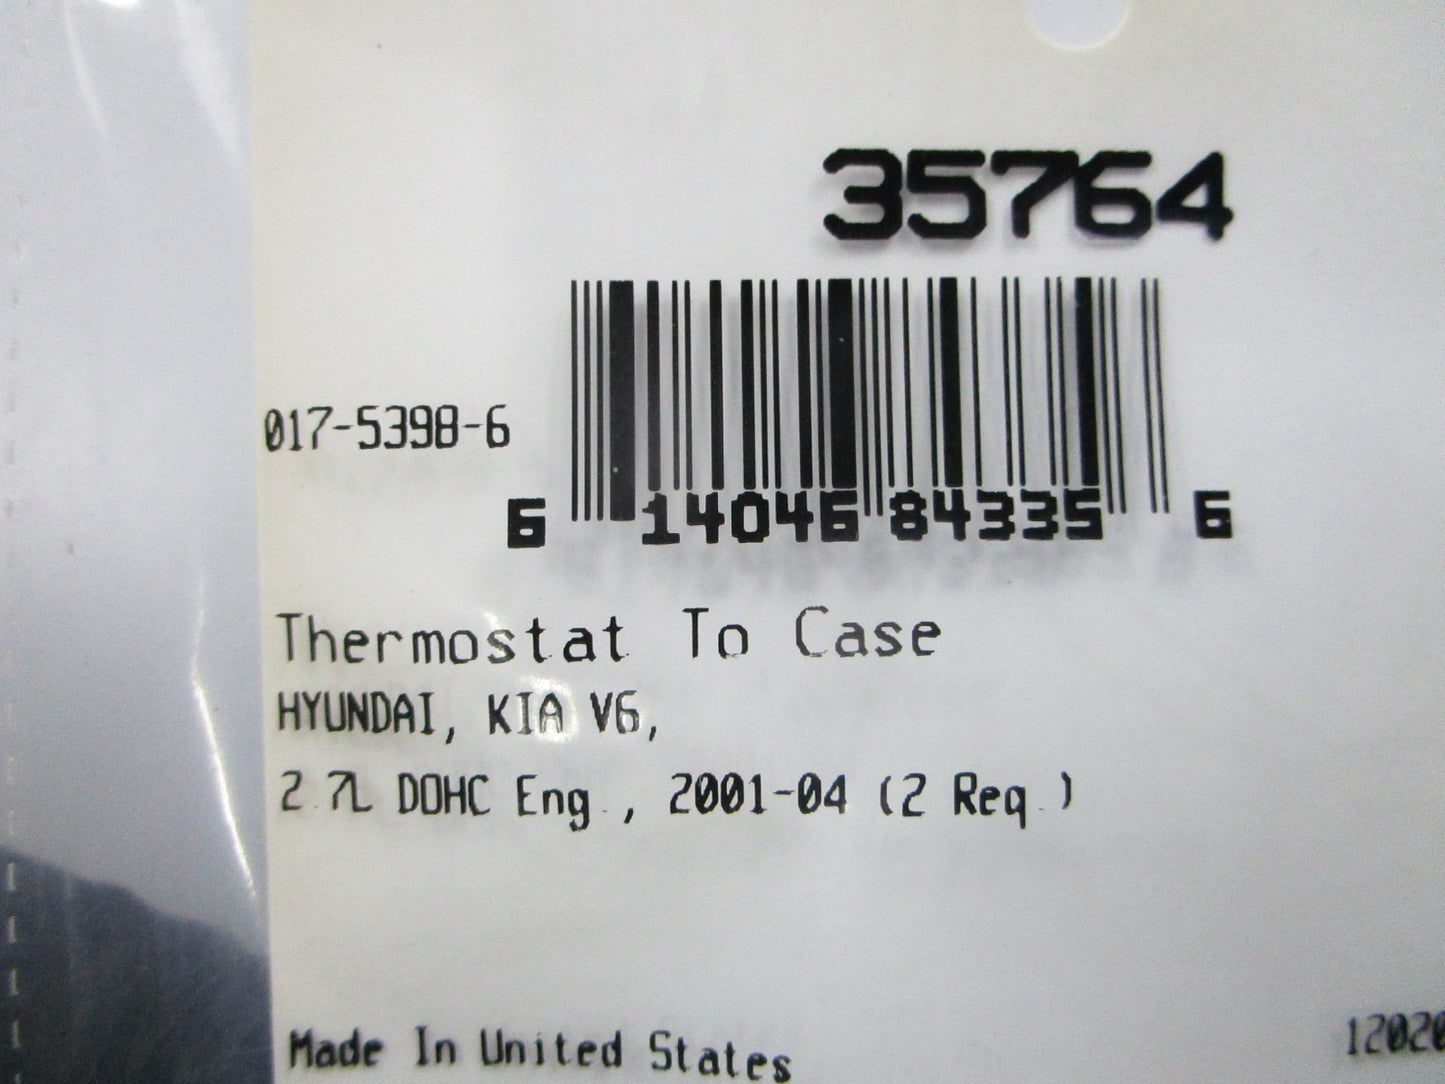 35764
017-5398-6
6 14046 84335 6
Thermostat To Case
HYUNDAI, KIA V6,
2.7L DOHC Eng., 2001-04 (2 Req.)
Made In United States
12020